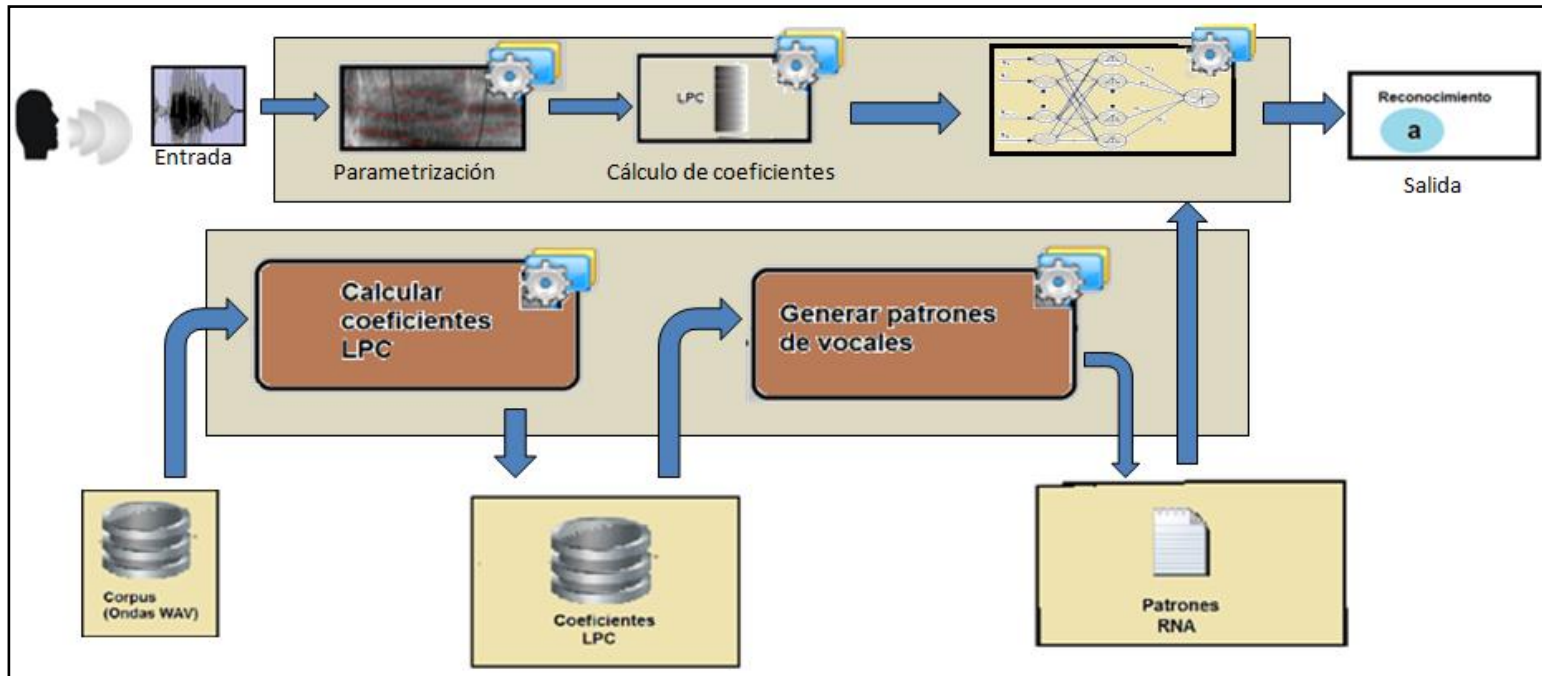 Entrada
Parametrización
LPC
Cálculo de coeficientes
Reconocimiento
a
Salida
Calcular
coeficientes
LPC
Generar patrones
de vocales
Corpus
(Ondas WAV)
Coeficientes
LPC
Patrones
RNA